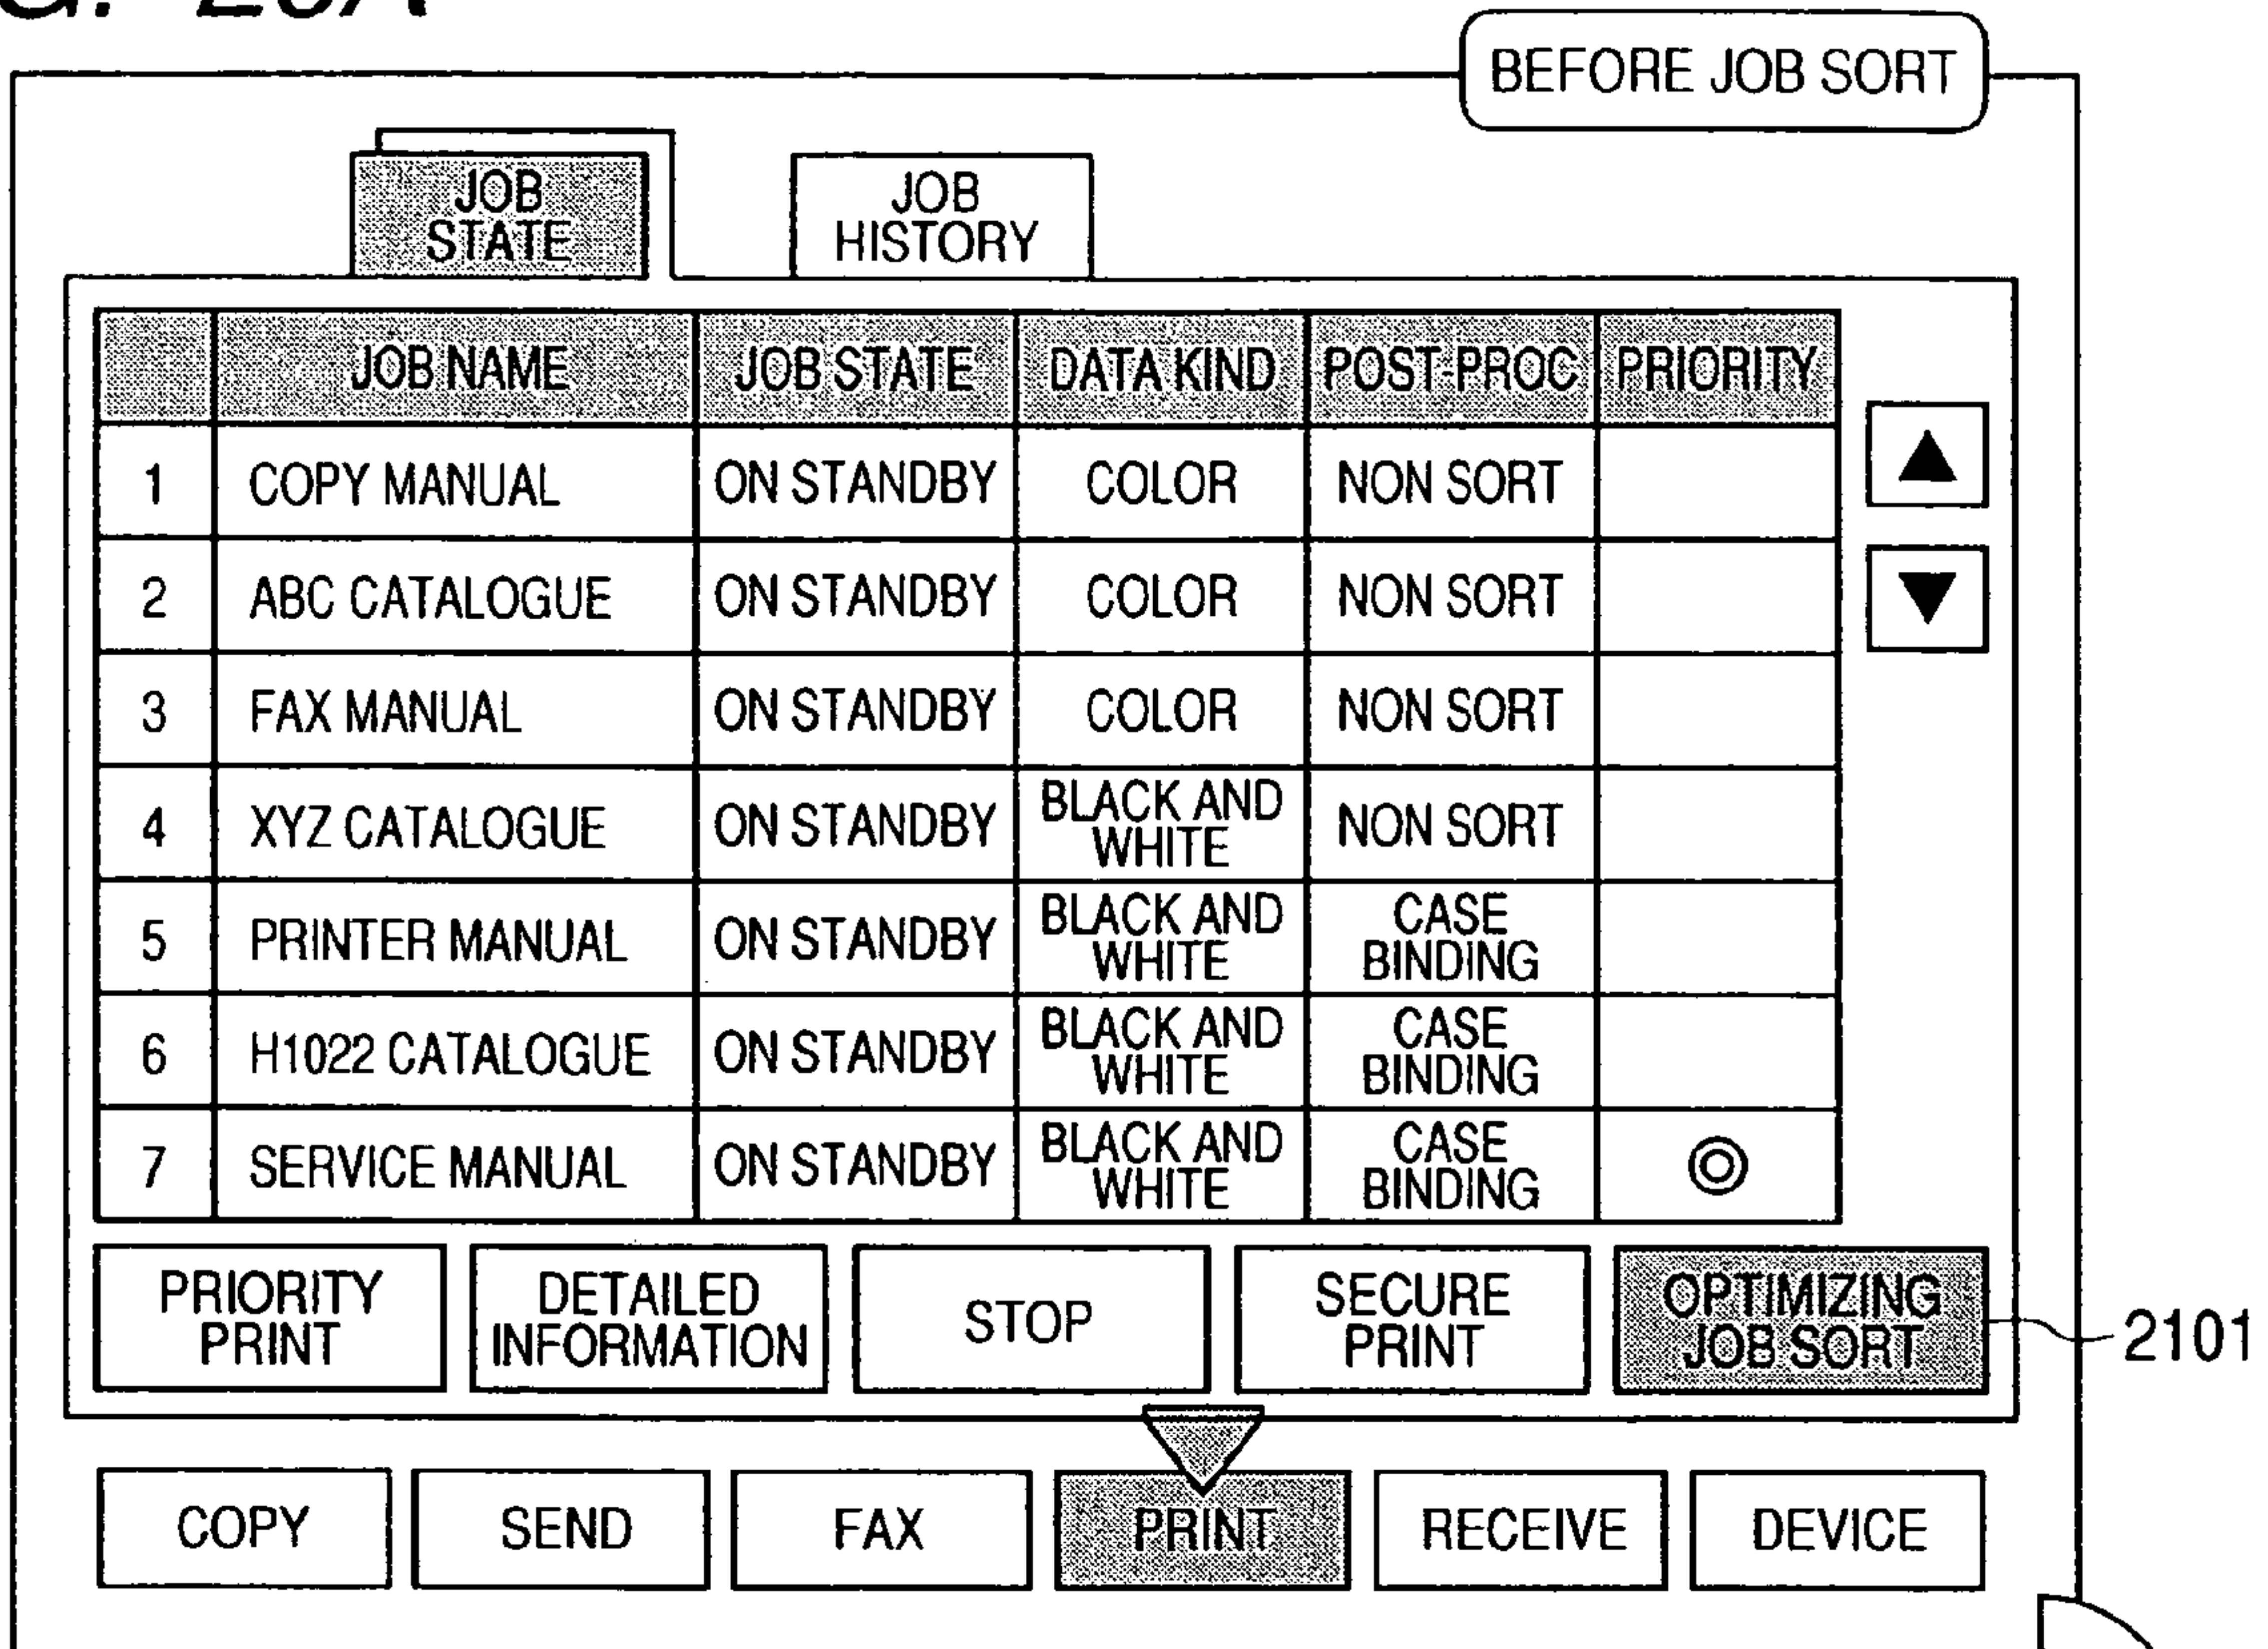 BEFORE JOB SORT
JOB
STATE
JOB
HISTORY
JOB NAME JOB STATE DATA KIND POST-PROC PRIORITY
1 COPY MANUAL ON STANDBY COLOR NON SORT
2 ABC CATALOGUE ON STANDBY COLOR NON SORT
3 FAX MANUAL ON STANDBY COLOR NON SORT
4 XYZ CATALOGUE ON STANDBY BLACK AND WHITE NON SORT
5 PRINTER MANUAL ON STANDBY BLACK AND WHITE CASE BINDING
6 H1022 CATALOGUE ON STANDBY BLACK AND WHITE CASE BINDING
7 SERVICE MANUAL ON STANDBY BLACK AND WHITE CASE BINDING ◎
PRIORITY
PRINT
DETAILED
INFORMATION
STOP
SECURE
PRINT
OPTIMIZING
JOB SORT
2101
COPY SEND FAX PRINT RECEIVE DEVICE